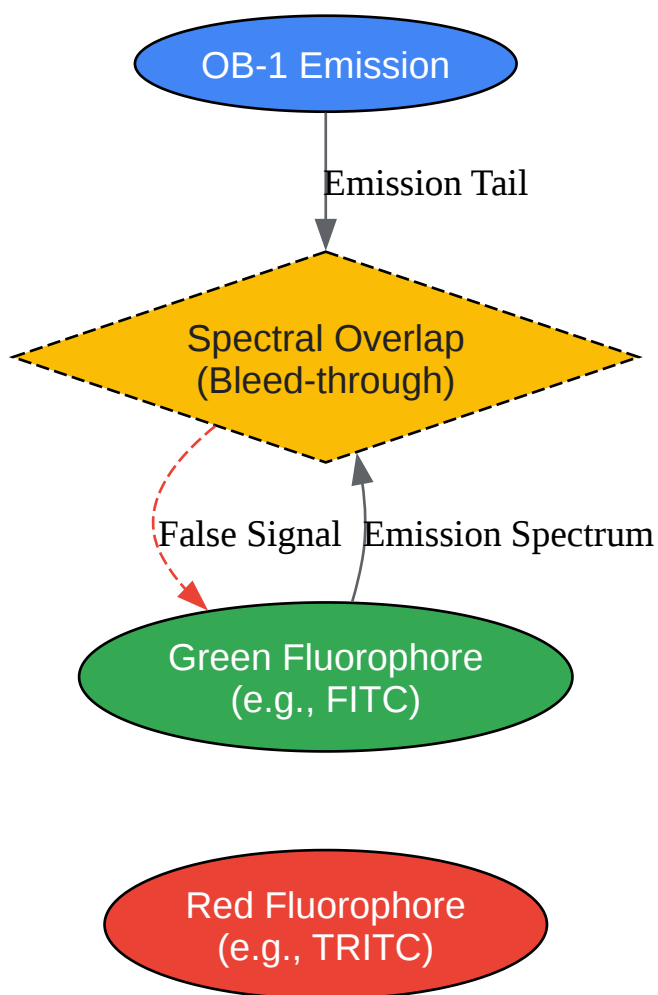 OB-1 Emission
Emission Tail
Spectral Overlap
(Bleed-through)
False Signal
Emission Spectrum
Green Fluorophore
(e.g., FITC)
Red Fluorophore
(e.g., TRITC)